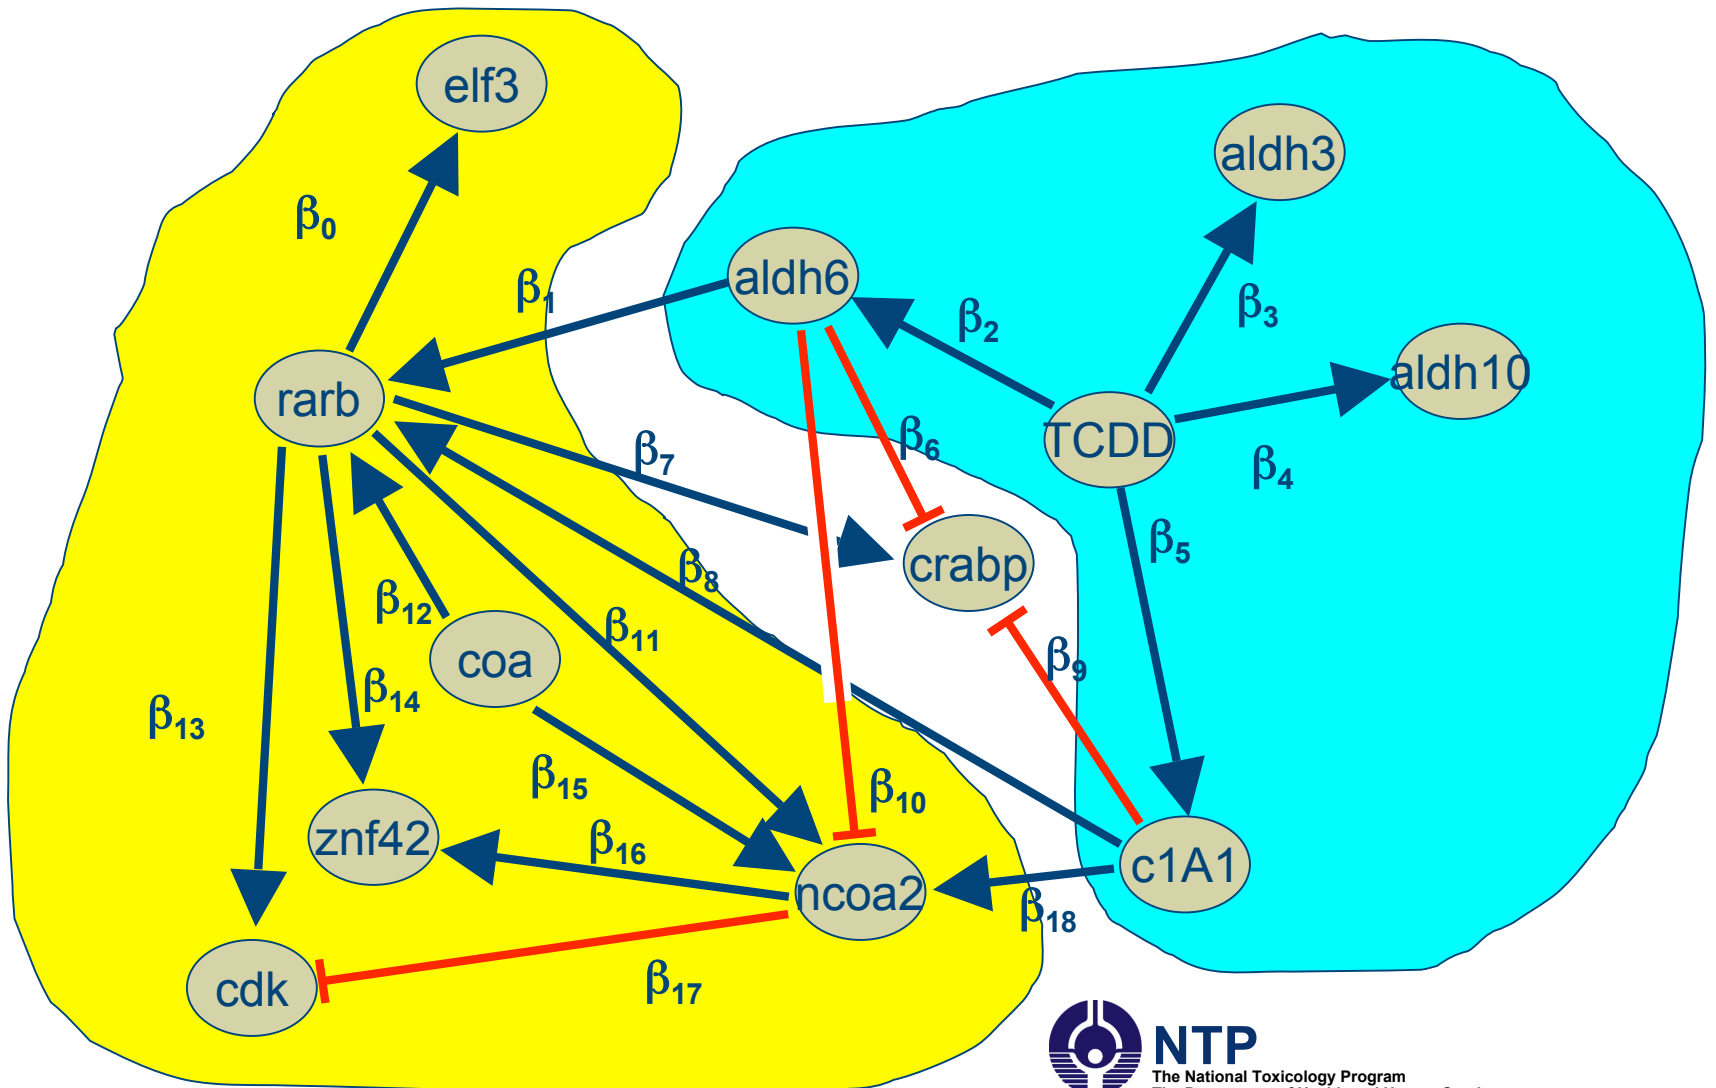 elf3
aldh3
β0
aldh6
β1
β2
β3
aldh10
rarb
TCDD
β6
β7
β4
β5
crabp
β8
β12
β11
coa
β9
β14
β13
β15
β10
znf42
β16
c1A1
ncoa2
β18
cdk
β17
NTP
The National Toxicology Program